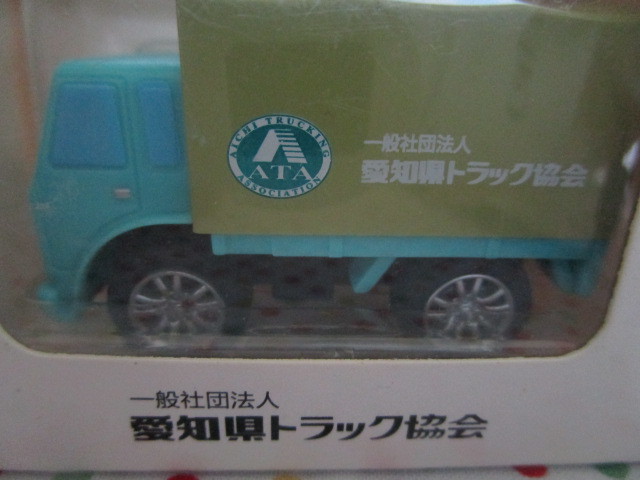 AICHI TRUCKING
ATA
ASSOCIATION
一般社団法人
愛知県トラック協会
一般社団法人
愛知県トラック協会